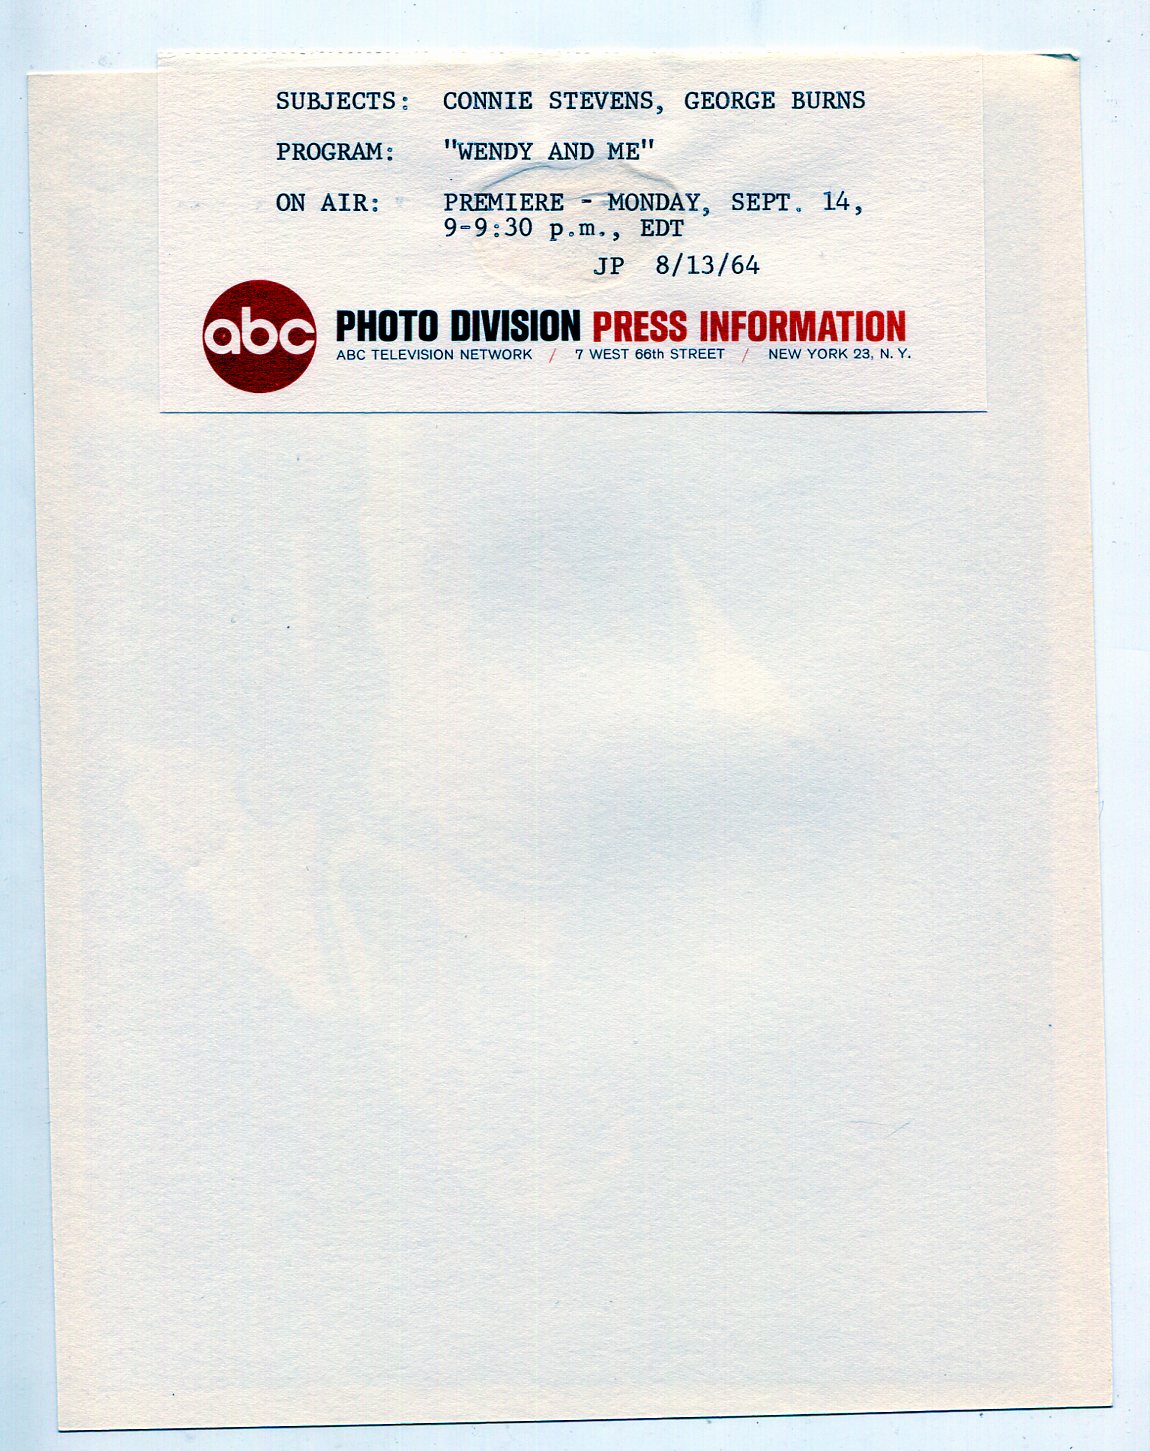 SUBJECTS: CONNIE STEVENS, GEORGE BURNS
PROGRAM: "WENDY AND ME"
ON AIR: PREMIERE - MONDAY, SEPT. 14,
9-9:30 p.m., EDT
JP 8/13/64
abc PHOTO DIVISION PRESS INFORMATION
ABC TELEVISION NETWORK / 7 WEST 66th STREET / NEW YORK 23, N. Y.